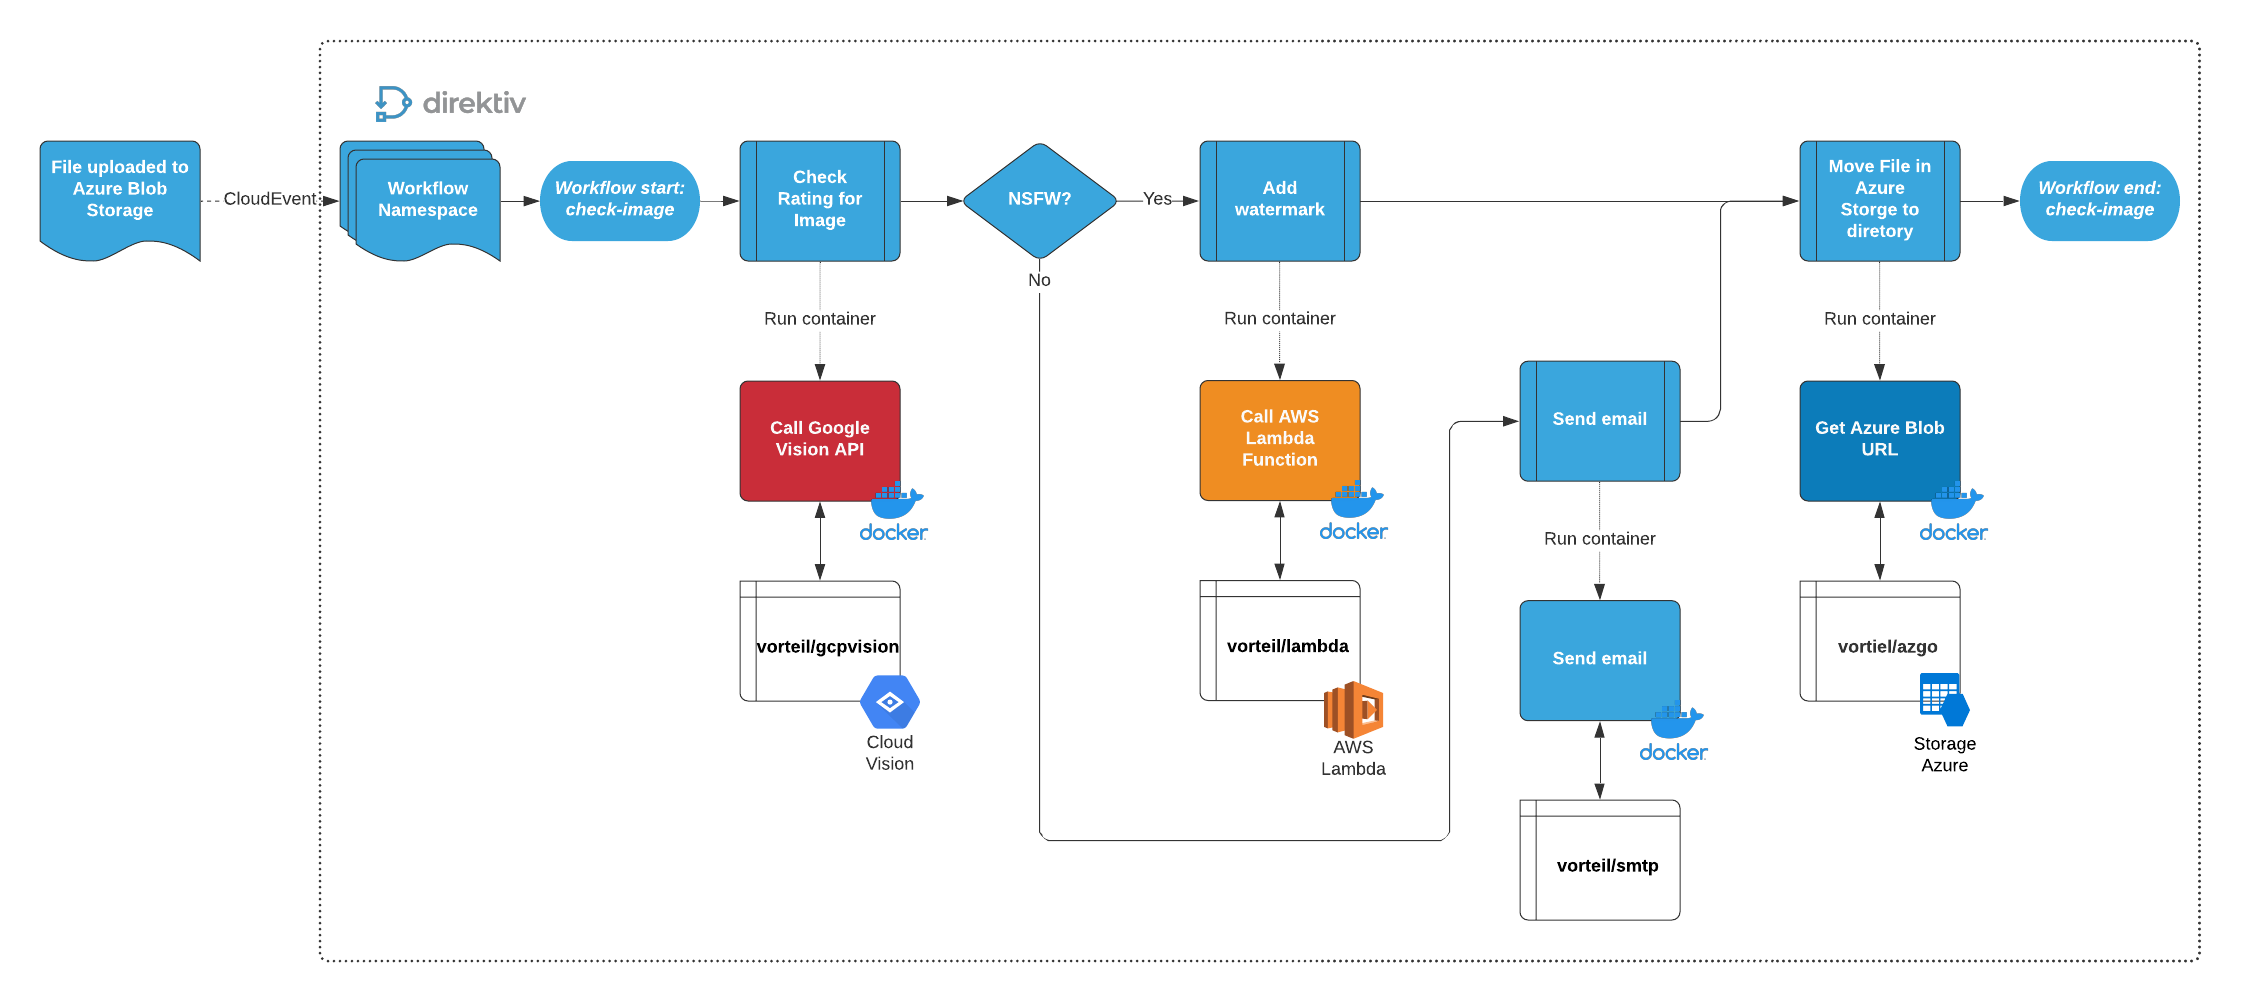 direktiv
File uploaded to
Azure Blob
Storage
CloudEvent
Workflow
Namespace
Workflow start:
check-image
Check
Rating for
Image
NSFW?
Yes
Add
watermark
Move File in
Azure
Storge to
diretory
Workflow end:
check-image
No
Run container
Run container
Run container
Call Google
Vision API
docker
Call AWS
Lambda
Function
docker
Send email
Get Azure Blob
URL
docker
Run container
vorteil/gcpvision
Cloud
Vision
vorteil/lambda
AWS
Lambda
Send email
docker
vortiel/azgo
Storage
Azure
vorteil/smtp